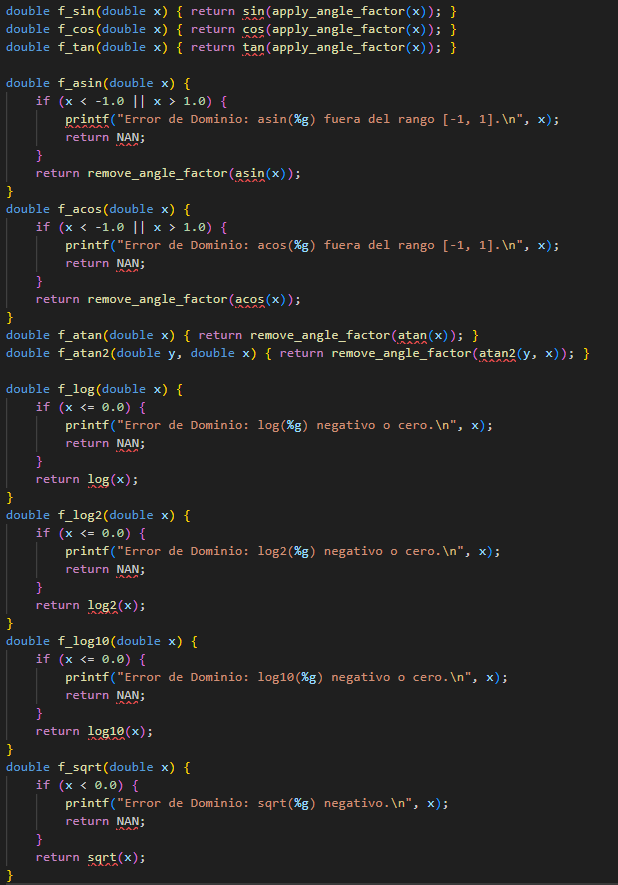 double f_sin(double x) { return sin(apply_angle_factor(x)); }
double f_cos(double x) { return cos(apply_angle_factor(x)); }
double f_tan(double x) { return tan(apply_angle_factor(x)); }

double f_asin(double x) {
    if (x < -1.0 || x > 1.0) {
        printf("Error de Dominio: asin(%g) fuera del rango [-1, 1].\n", x);
        return NAN;
    }
    return remove_angle_factor(asin(x));
}
double f_acos(double x) {
    if (x < -1.0 || x > 1.0) {
        printf("Error de Dominio: acos(%g) fuera del rango [-1, 1].\n", x);
        return NAN;
    }
    return remove_angle_factor(acos(x));
}
double f_atan(double x) { return remove_angle_factor(atan(x)); }
double f_atan2(double y, double x) { return remove_angle_factor(atan2(y, x)); }

double f_log(double x) {
    if (x <= 0.0) {
        printf("Error de Dominio: log(%g) negativo o cero.\n", x);
        return NAN;
    }
    return log(x);
}
double f_log2(double x) {
    if (x <= 0.0) {
        printf("Error de Dominio: log2(%g) negativo o cero.\n", x);
        return NAN;
    }
    return log2(x);
}
double f_log10(double x) {
    if (x <= 0.0) {
        printf("Error de Dominio: log10(%g) negativo o cero.\n", x);
        return NAN;
    }
    return log10(x);
}
double f_sqrt(double x) {
    if (x < 0.0) {
        printf("Error de Dominio: sqrt(%g) negativo.\n", x);
        return NAN;
    }
    return sqrt(x);
}